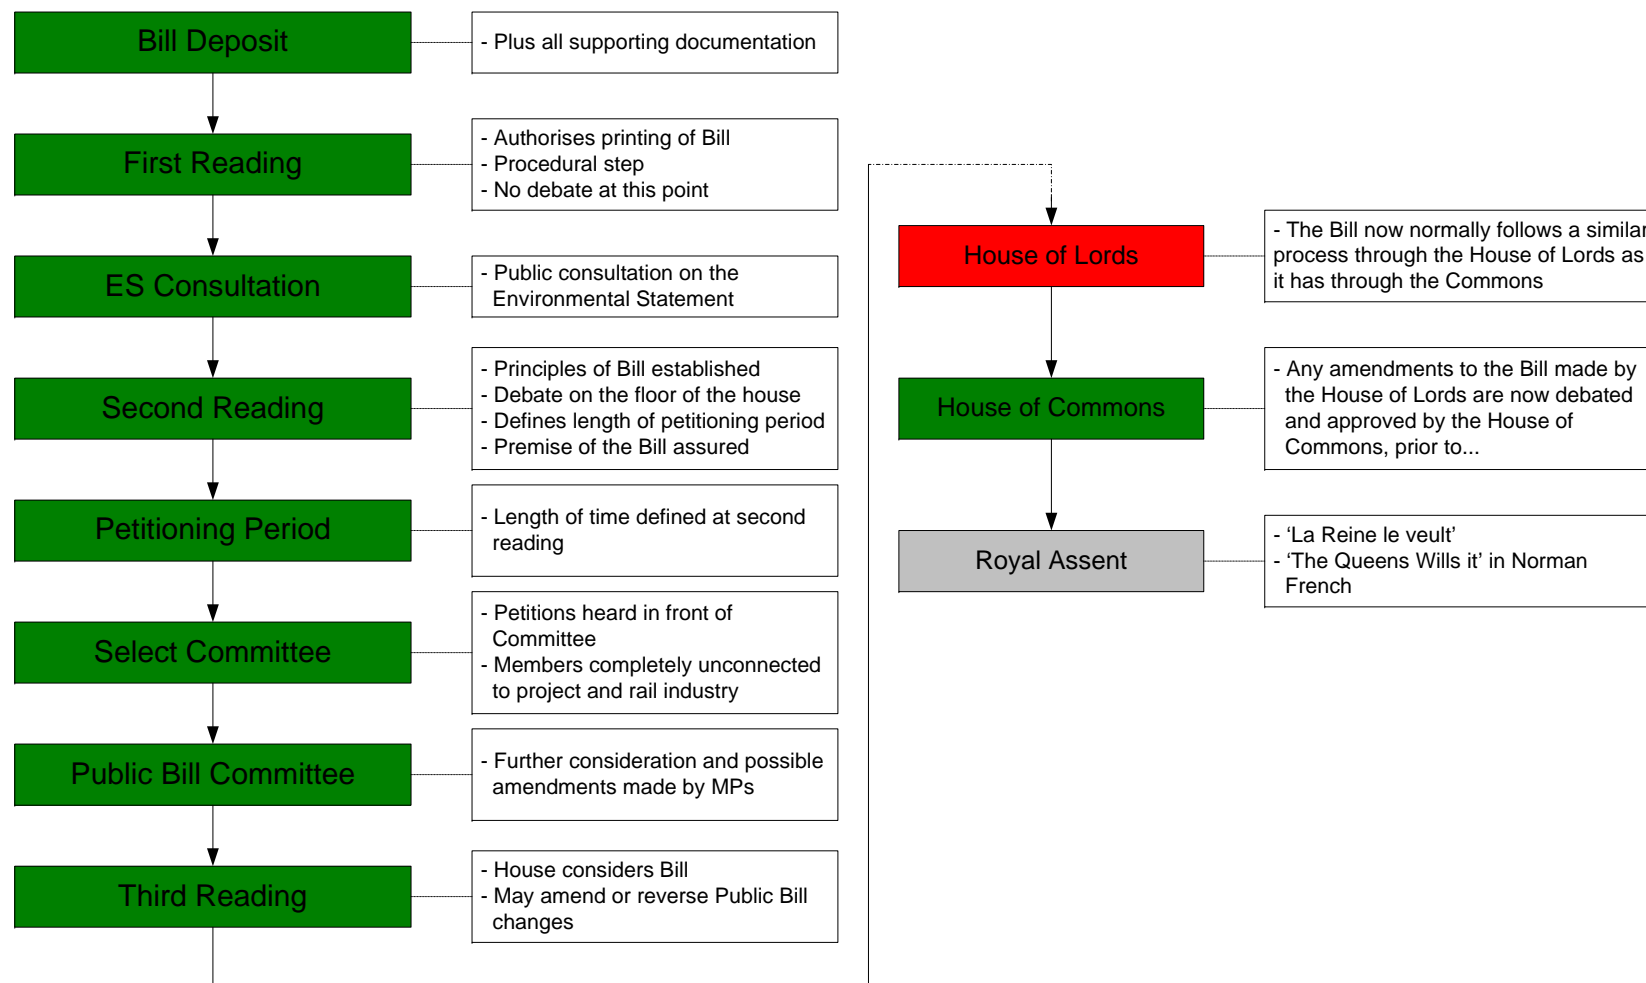 Bill Deposit
- Plus all supporting documentation
First Reading
- Authorises printing of Bill
- Procedural step
- No debate at this point
ES Consultation
- Public consultation on the
Environmental Statement
Second Reading
- Principles of Bill established
- Debate on the floor of the house
- Defines length of petitioning period
- Premise of the Bill assured
Petitioning Period
- Length of time defined at second
reading
Select Committee
- Petitions heard in front of
Committee
- Members completely unconnected
to project and rail industry
Public Bill Committee
- Further consideration and possible
amendments made by MPs
Third Reading
- House considers Bill
- May amend or reverse Public Bill
changes
House of Lords
- The Bill now normally follows a similar
process through the House of Lords as
it has through the Commons
House of Commons
- Any amendments to the Bill made by
the House of Lords are now debated
and approved by the House of
Commons, prior to...
Royal Assent
- ‘La Reine le veult’
- ‘The Queens Wills it’ in Norman
French